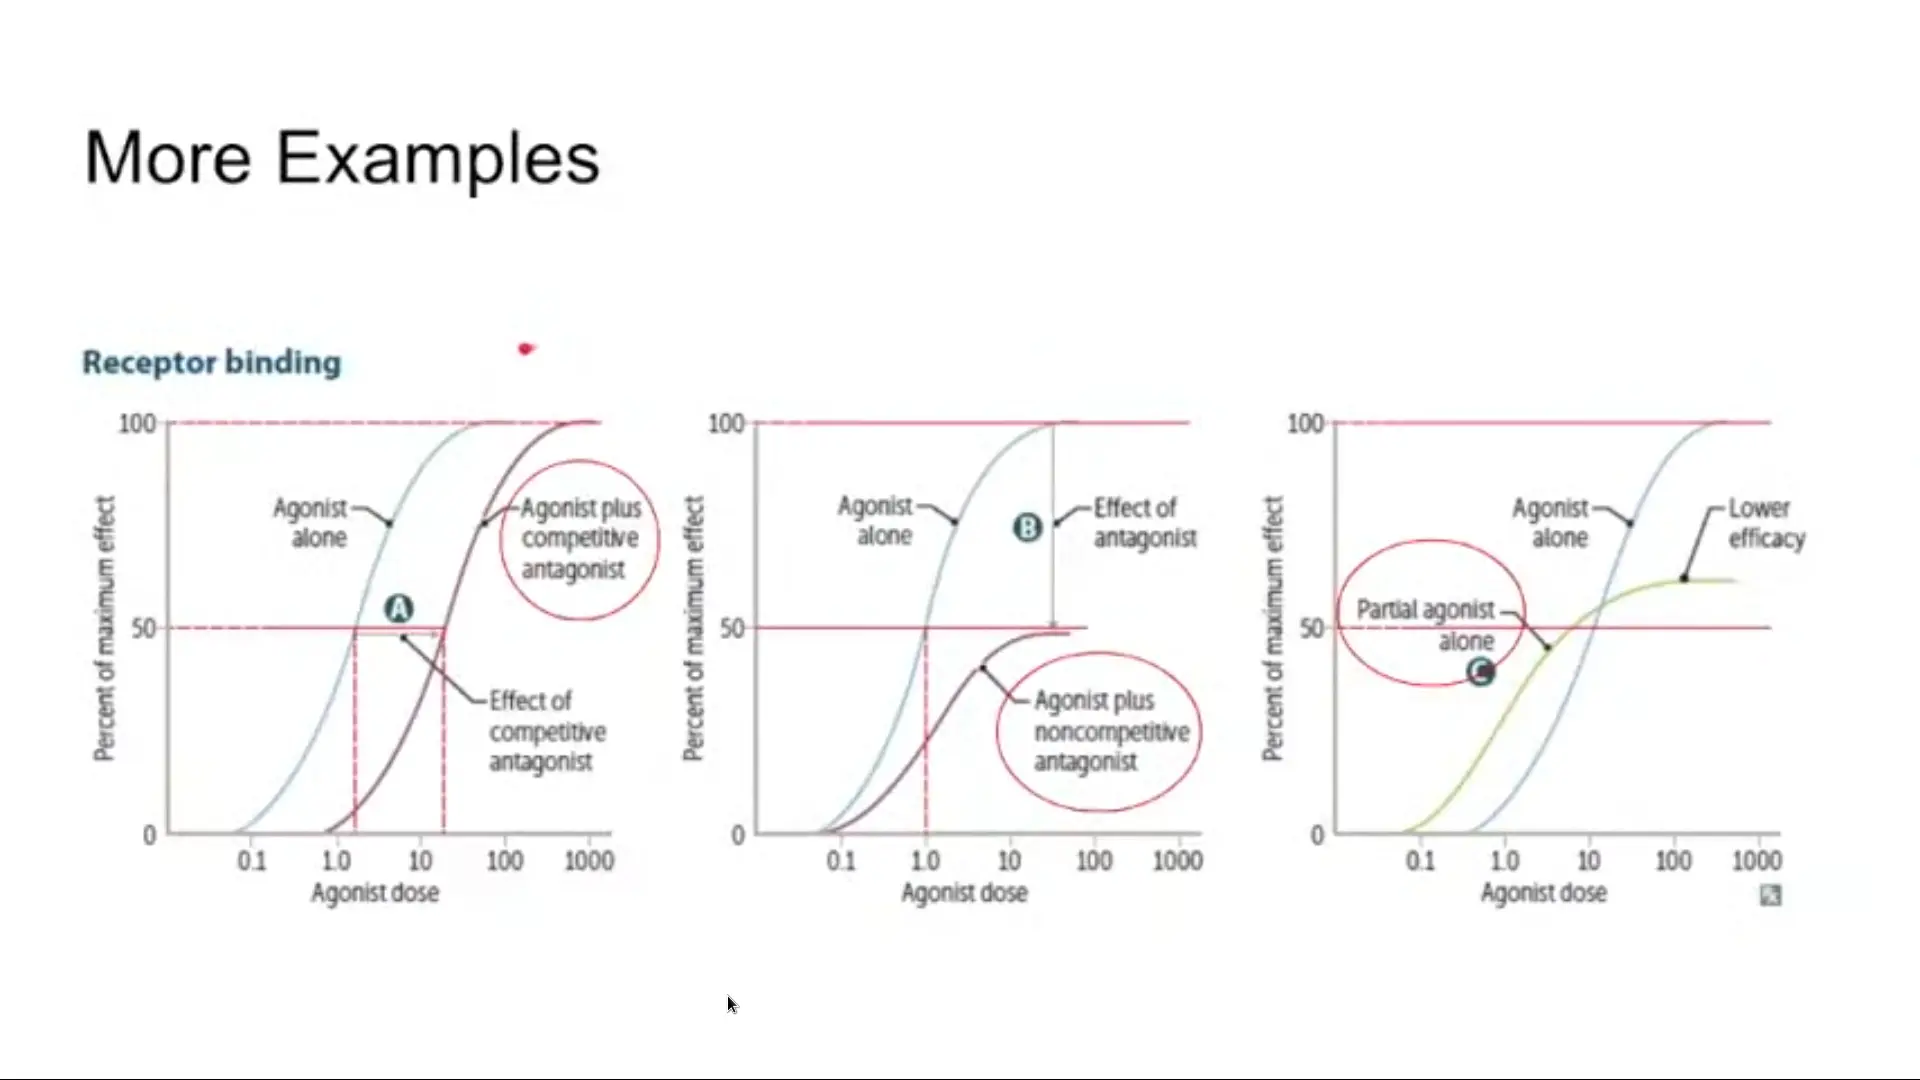 More Examples
Receptor binding
100
50
0
Percent of maximum effect
Agonist
alone
A
Agonist plus
competitive
antagonist
Effect of
competitive
antagonist
0.1 1.0 10 100 1000
Agonist dose
100
50
0
Percent of maximum effect
Agonist
alone
B
Effect of
antagonist
Agonist plus
noncompetitive
antagonist
0.1 1.0 10 100 1000
Agonist dose
100
50
0
Percent of maximum effect
Agonist
alone
Lower
efficacy
Partial agonist
alone
C
0.1 1.0 10 100 1000
Agonist dose